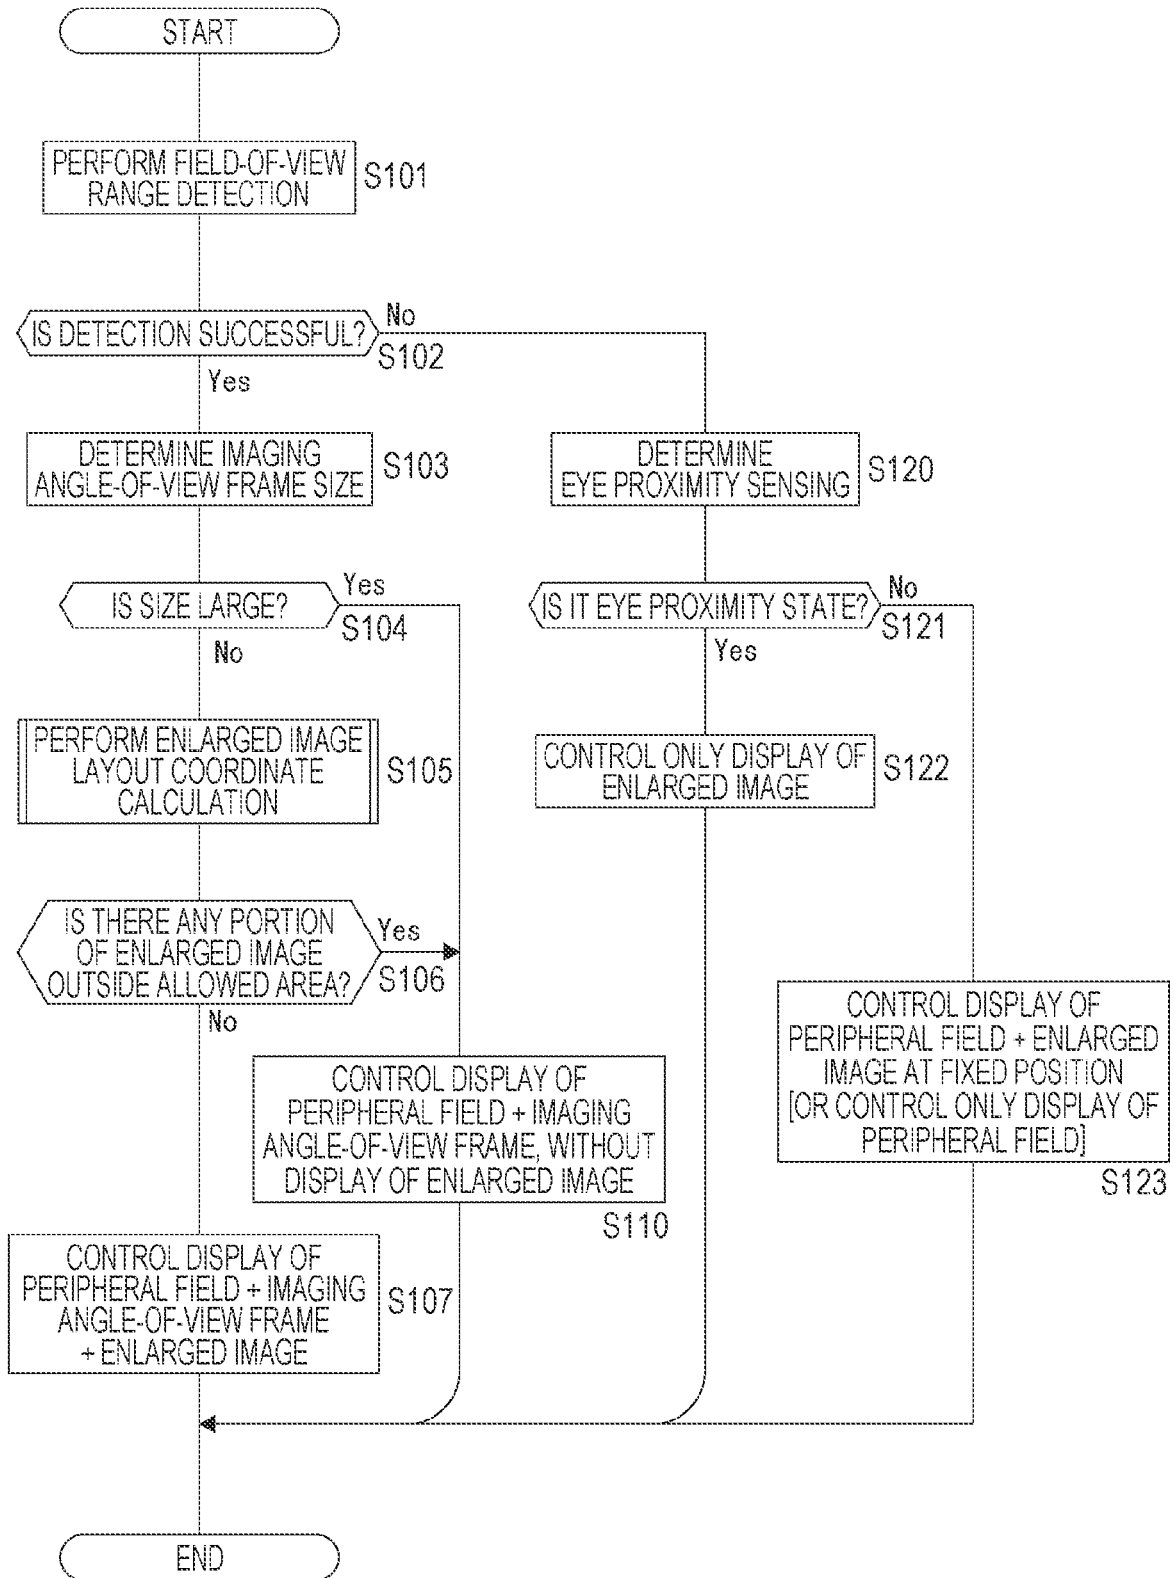 START
PERFORM FIELD-OF-VIEW
RANGE DETECTION
S101
IS DETECTION SUCCESSFUL?
No
S102
Yes
DETERMINE IMAGING
ANGLE-OF-VIEW FRAME SIZE
S103
DETERMINE
EYE PROXIMITY SENSING
S120
IS SIZE LARGE?
Yes
S104
No
IS IT EYE PROXIMITY STATE?
No
S121
Yes
PERFORM ENLARGED IMAGE
LAYOUT COORDINATE
CALCULATION
S105
CONTROL ONLY DISPLAY OF
ENLARGED IMAGE
S122
IS THERE ANY PORTION
OF ENLARGED IMAGE
OUTSIDE ALLOWED AREA?
Yes
S106
No
CONTROL DISPLAY OF
PERIPHERAL FIELD + ENLARGED
IMAGE AT FIXED POSITION
[OR CONTROL ONLY DISPLAY OF
PERIPHERAL FIELD]
S123
CONTROL DISPLAY OF
PERIPHERAL FIELD + IMAGING
ANGLE-OF-VIEW FRAME, WITHOUT
DISPLAY OF ENLARGED IMAGE
S110
CONTROL DISPLAY OF
PERIPHERAL FIELD + IMAGING
ANGLE-OF-VIEW FRAME
+ ENLARGED IMAGE
S107
END